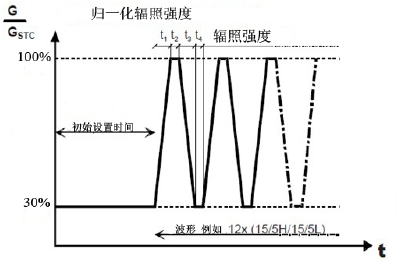 G
G_STC
归一化辐照强度
t1 t2 t3 t4 辐照强度
100%
初始设置时间
30%
波形 例如 12x (15/5H/15/5L)
t